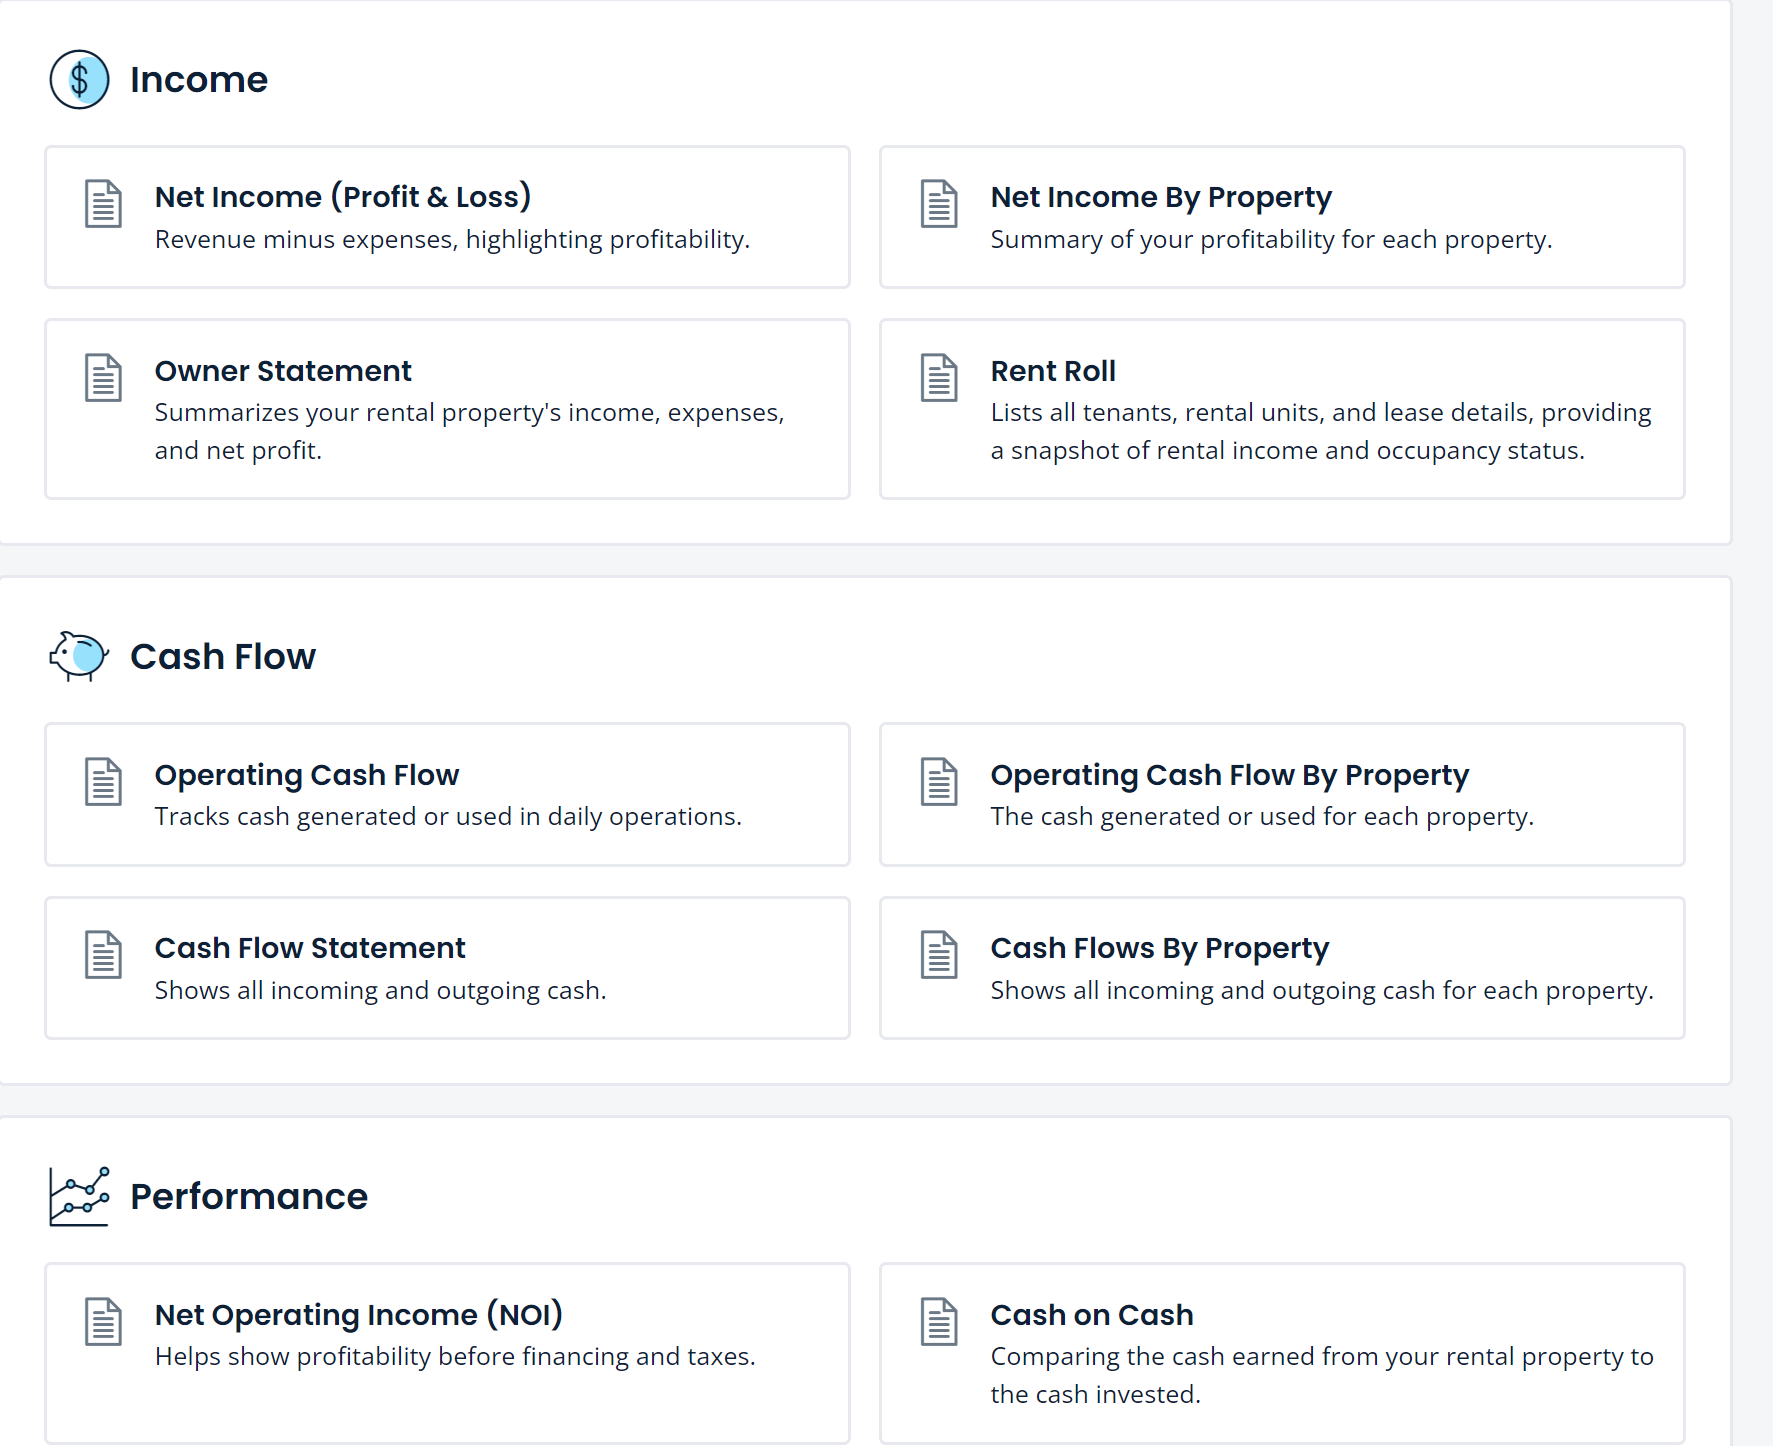 Income
Net Income (Profit & Loss)
Revenue minus expenses, highlighting profitability.
Net Income By Property
Summary of your profitability for each property.
Owner Statement
Summarizes your rental property's income, expenses,
and net profit.
Rent Roll
Lists all tenants, rental units, and lease details, providing
a snapshot of rental income and occupancy status.
Cash Flow
Operating Cash Flow
Tracks cash generated or used in daily operations.
Operating Cash Flow By Property
The cash generated or used for each property.
Cash Flow Statement
Shows all incoming and outgoing cash.
Cash Flows By Property
Shows all incoming and outgoing cash for each property.
Performance
Net Operating Income (NOI)
Helps show profitability before financing and taxes.
Cash on Cash
Comparing the cash earned from your rental property to
the cash invested.